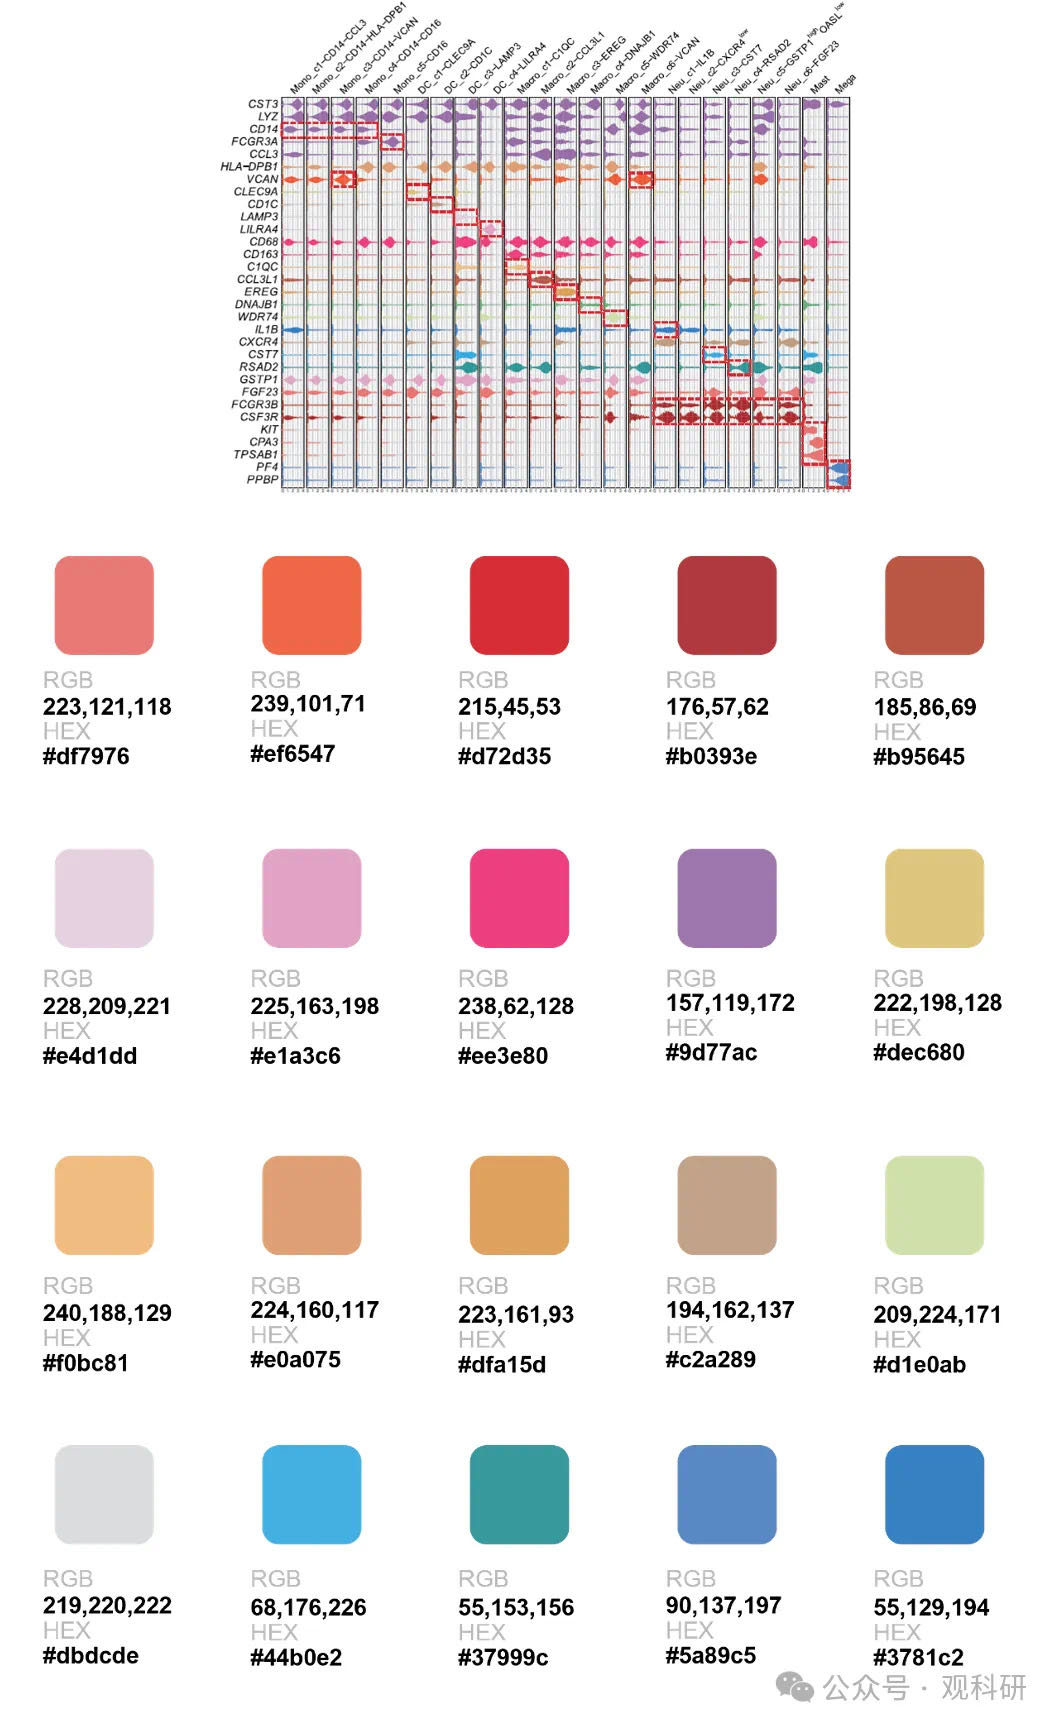 Mono_c1-CD14-CCL3
Mono_c2-CD14-HLA-DPB1
Mono_c3-CD14-VCAN
Mono_c4-CD14-CD16
Mono_c5-CD16
DC_c1-CLEC9A
DC_c2-CD1C
DC_c3-LAMP3
DC_c4-LILRA4
Macro_c1-C1QC
Macro_c2-CCL3L1
Macro_c3-EREG
Macro_c4-DNAJB1
Macro_c5-WDR74
Macro_c6-VCAN
Neu_c1-IL1B
Neu_c2-CXCR4low
Neu_c3-CST7
Neu_c4-RSAD2
Neu_c5-GSTP1highOASLlow
Neu_c6-FGF23
Mast
Mega
CST3
LYZ
CD14
FCGR3A
CCL3
HLA-DPB1
VCAN
CLEC9A
CD1C
LAMP3
LILRA4
CD68
CD163
C1QC
CCL3L1
EREG
DNAJB1
WDR74
IL1B
CXCR4
CST7
RSAD2
GSTP1
FGF23
FCGR3B
CSF3R
KIT
CPA3
TPSAB1
PF4
PPBP
RGB RGB RGB RGB RGB
223,121,118 239,101,71 215,45,53 176,57,62 185,86,69
HEX HEX HEX HEX HEX
#df7976 #ef6547 #d72d35 #b0393e #b95645
RGB RGB RGB RGB RGB
228,209,221 225,163,198 238,62,128 157,119,172 222,198,128
HEX HEX HEX HEX HEX
#e4d1dd #e1a3c6 #ee3e80 #9d77ac #dec680
RGB RGB RGB RGB RGB
240,188,129 224,160,117 223,161,93 194,162,137 209,224,171
HEX HEX HEX HEX HEX
#f0bc81 #e0a075 #dfa15d #c2a289 #d1e0ab
RGB RGB RGB RGB RGB
219,220,222 68,176,226 55,153,156 90,137,197 55,129,194
HEX HEX HEX HEX HEX
#dbdcde #44b0e2 #37999c #5a89c5 #3781c2
公众号 · 观科研